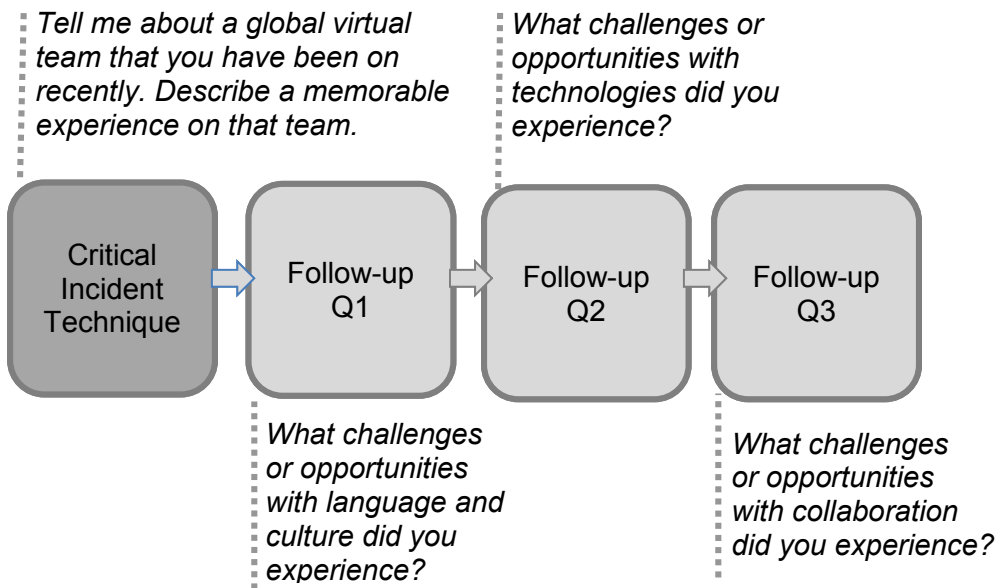 Tell me about a global virtual
team that you have been on
recently. Describe a memorable
experience on that team.
What challenges or
opportunities with
technologies did you
experience?
Critical
Incident
Technique
Follow-up
Q1
Follow-up
Q2
Follow-up
Q3
What challenges
or opportunities
with language and
culture did you
experience?
What challenges
or opportunities
with collaboration
did you experience?